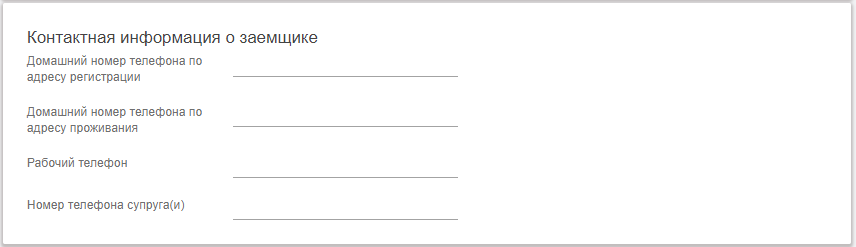 Контактная информация о заемщике
Домашний номер телефона по
адресу регистрации
Домашний номер телефона по
адресу проживания
Рабочий телефон
Номер телефона супруга(и)